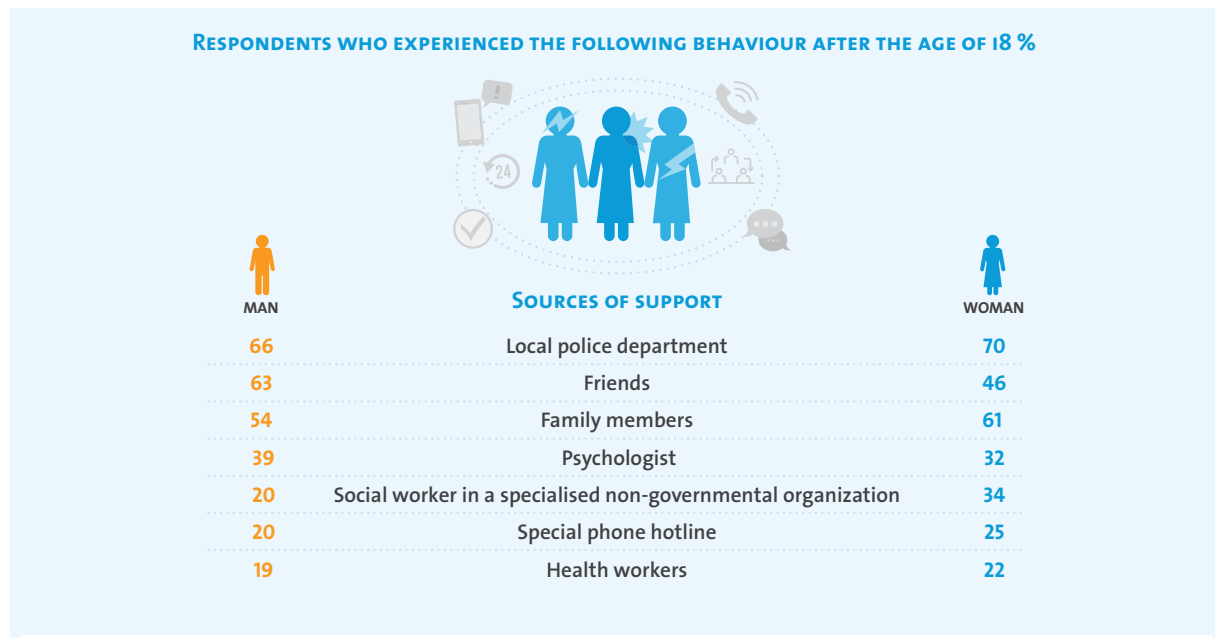 Respondents who experienced the following behaviour after the age of 18 %
!
24
MAN
Sources of support
WOMAN
66 Local police department 70
63 Friends 46
54 Family members 61
39 Psychologist 32
20 Social worker in a specialised non-governmental organization 34
20 Special phone hotline 25
19 Health workers 22